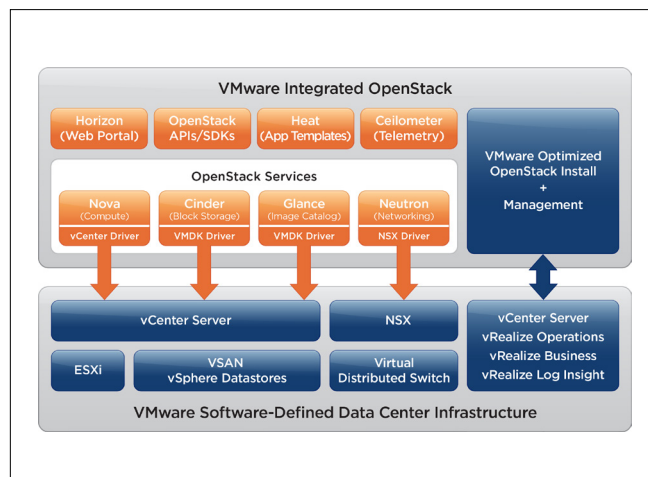 VMware Integrated OpenStack
Horizon
(Web Portal)
OpenStack
APIs/SDKs
Heat
(App Templates)
Ceilometer
(Telemetry)
VMware Optimized
OpenStack Install
+
Management
OpenStack Services
Nova
(Compute)
vCenter Driver
Cinder
(Block Storage)
VMDK Driver
Glance
(Image Catalog)
VMDK Driver
Neutron
(Networking)
NSX Driver
vCenter Server
NSX
vCenter Server
vRealize Operations
vRealize Business
vRealize Log Insight
ESXi
VSAN
vSphere Datastores
Virtual
Distributed Switch
VMware Software-Defined Data Center Infrastructure